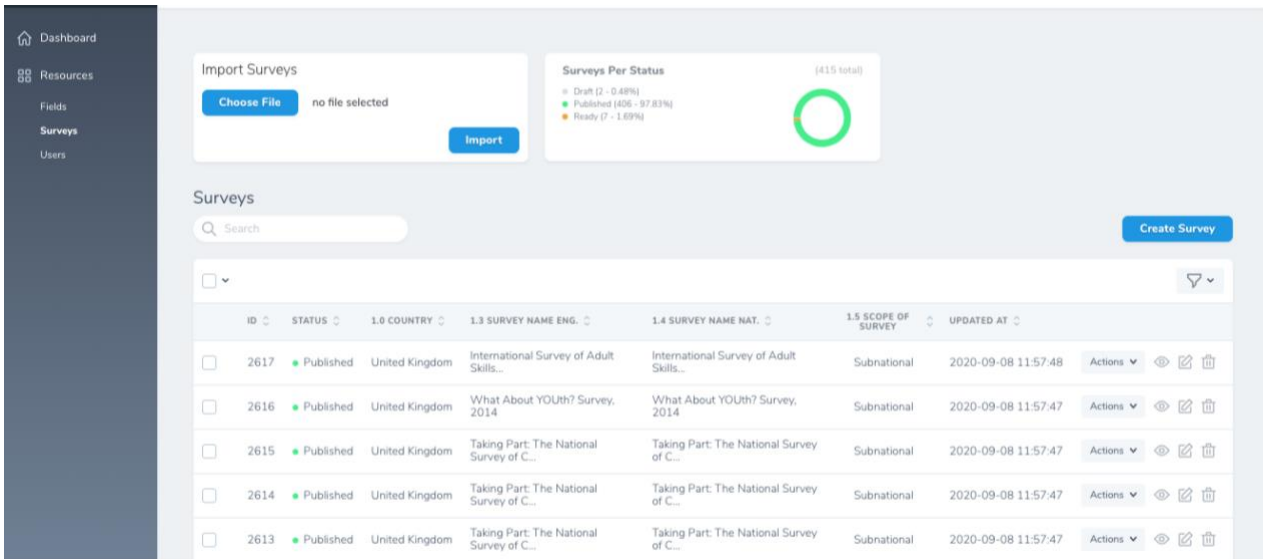 Dashboard
Resources
Fields
Surveys
Users
Import Surveys
Choose File no file selected
Import
Surveys Per Status (415 total)
Draft (2 - 0.48%)
Published (406 - 97.83%)
Ready (7 - 1.69%)
Surveys
Search
Create Survey
ID STATUS 1.0 COUNTRY 1.3 SURVEY NAME ENG. 1.4 SURVEY NAME NAT. 1.5 SCOPE OF SURVEY UPDATED AT
2617 Published United Kingdom International Survey of Adult Skills... International Survey of Adult Skills... Subnational 2020-09-08 11:57:48 Actions
2616 Published United Kingdom What About YOUth? Survey, 2014 What About YOUth? Survey, 2014 Subnational 2020-09-08 11:57:47 Actions
2615 Published United Kingdom Taking Part: The National Survey of C... Taking Part: The National Survey of C... Subnational 2020-09-08 11:57:47 Actions
2614 Published United Kingdom Taking Part: The National Survey of C... Taking Part: The National Survey of C... Subnational 2020-09-08 11:57:47 Actions
2613 Published United Kingdom Taking Part: The National Survey of C... Taking Part: The National Survey of C... Subnational 2020-09-08 11:57:47 Actions